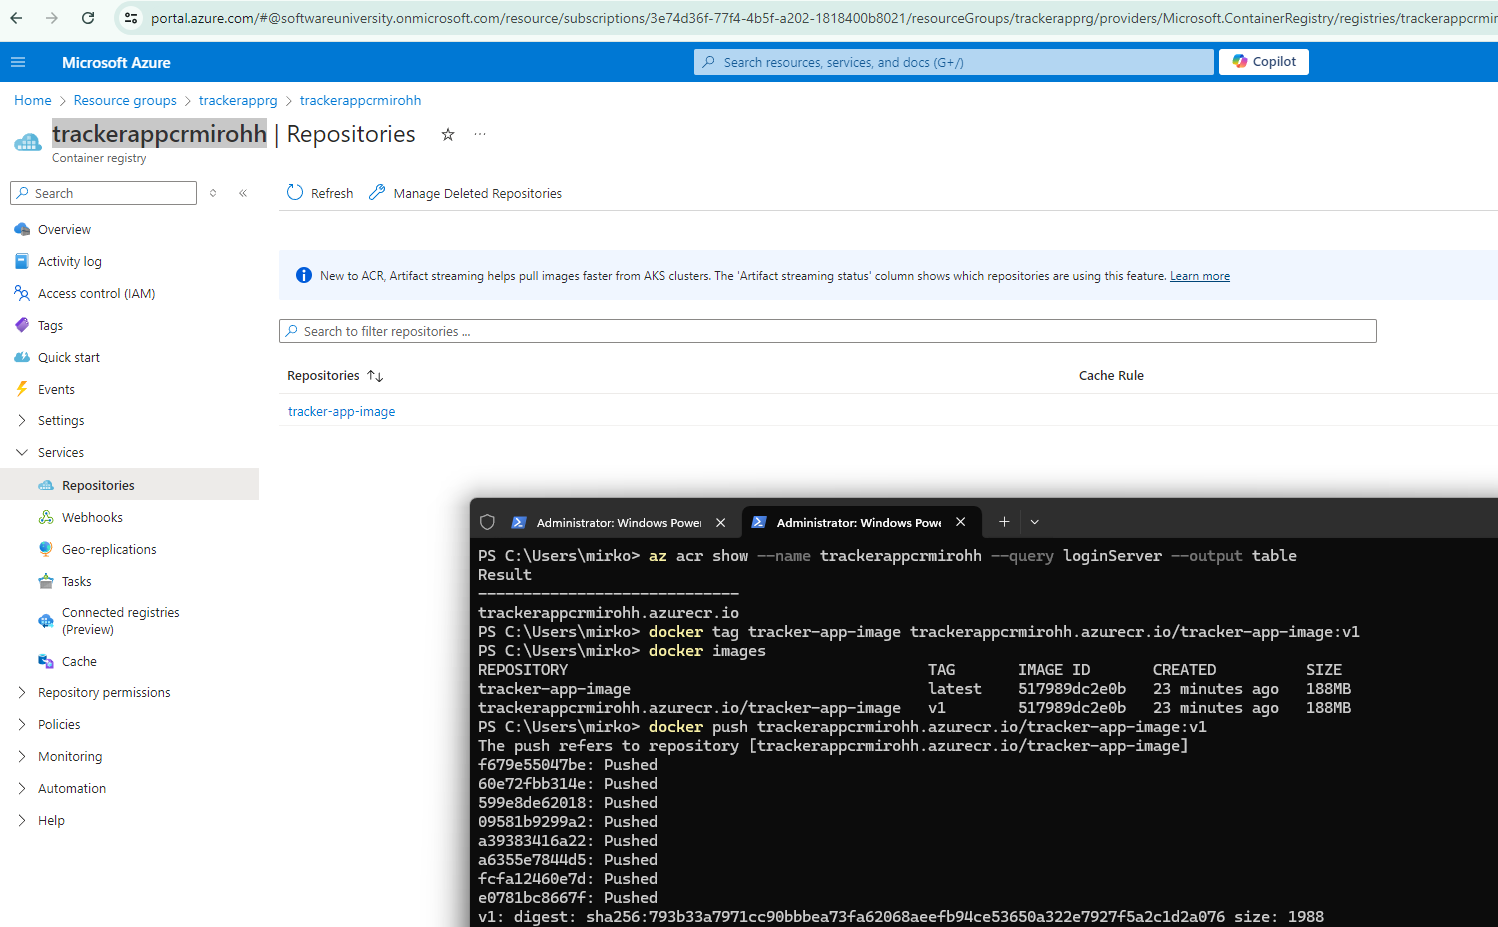 portal.azure.com/#@softwareuniversity.onmicrosoft.com/resource/subscriptions/3e74d36f-77f4-4b5f-a202-1818400b8021/resourceGroups/trackerapprg/providers/Microsoft.ContainerRegistry/registries/trackerappcrmir
Microsoft Azure
Search resources, services, and docs (G+/)
Copilot
Home > Resource groups > trackerapprg > trackerappcrmirohh
trackerappcrmirohh | Repositories
Container registry
Search
Refresh
Manage Deleted Repositories
Overview
Activity log
Access control (IAM)
Tags
Quick start
Events
Settings
Services
Repositories
Webhooks
Geo-replications
Tasks
Connected registries
(Preview)
Cache
Repository permissions
Policies
Monitoring
Automation
Help
New to ACR, Artifact streaming helps pull images faster from AKS clusters. The 'Artifact streaming status' column shows which repositories are using this feature. Learn more
Search to filter repositories ...
Repositories
Cache Rule
tracker-app-image
Administrator: Windows Power
Administrator: Windows Powe
PS C:\Users\mirko> az acr show --name trackerappcrmirohh --query loginServer --output table
Result
-----------------------------
trackerappcrmirohh.azurecr.io
PS C:\Users\mirko> docker tag tracker-app-image trackerappcrmirohh.azurecr.io/tracker-app-image:v1
PS C:\Users\mirko> docker images
REPOSITORY TAG IMAGE ID CREATED SIZE
tracker-app-image latest 517989dc2e0b 23 minutes ago 188MB
trackerappcrmirohh.azurecr.io/tracker-app-image v1 517989dc2e0b 23 minutes ago 188MB
PS C:\Users\mirko> docker push trackerappcrmirohh.azurecr.io/tracker-app-image:v1
The push refers to repository [trackerappcrmirohh.azurecr.io/tracker-app-image]
f679e55047be: Pushed
60e72fbb314e: Pushed
599e8de62018: Pushed
09581b9299a2: Pushed
a39383416a22: Pushed
a6355e7844d5: Pushed
fcfa12460e7d: Pushed
e0781bc8667f: Pushed
v1: digest: sha256:793b33a7971cc90bbbea73fa62068aeefb94ce53650a322e7927f5a2c1d2a076 size: 1988